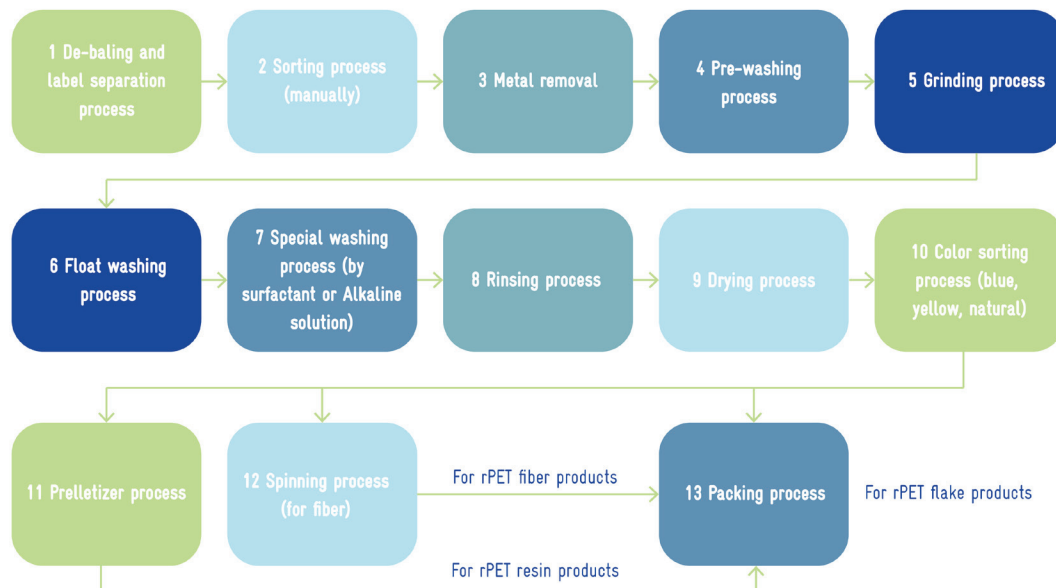 1 De-baling and
label separation
process
2 Sorting process
(manually)
3 Metal removal
4 Pre-washing
process
5 Grinding process
6 Float washing
process
7 Special washing
process (by
surfactant or Alkaline
solution)
8 Rinsing process
9 Drying process
10 Color sorting
process (blue,
yellow, natural)
11 Prelletizer process
12 Spinning process
(for fiber)
For rPET fiber products
13 Packing process
For rPET flake products
For rPET resin products